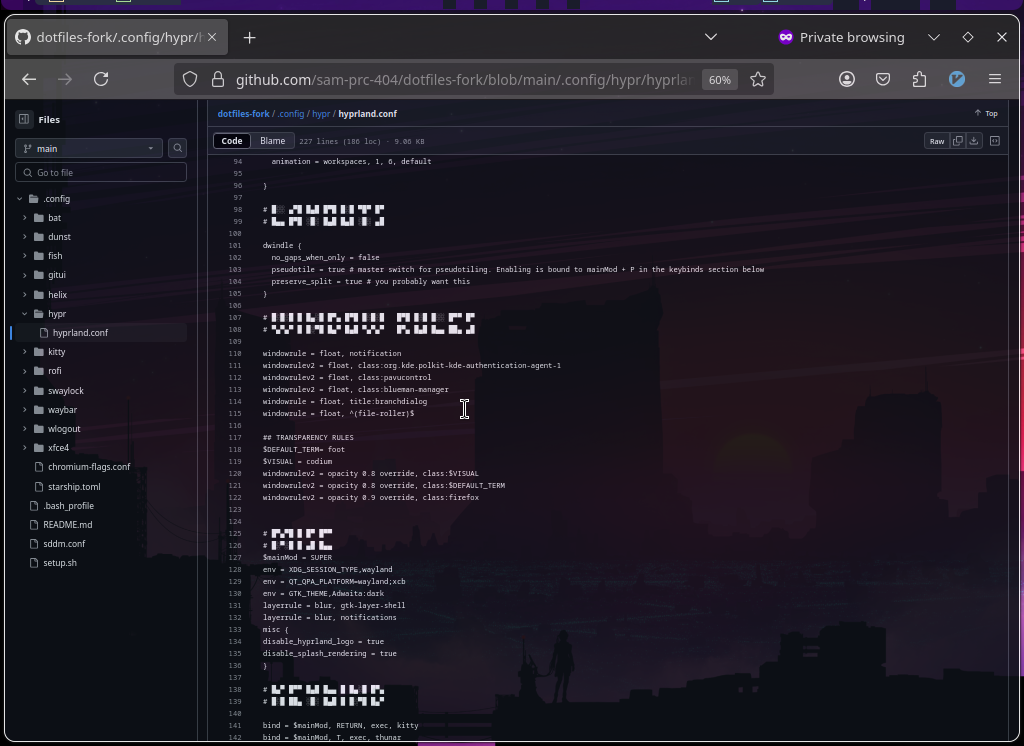 dotfiles-fork/.config/hypr/h
Private browsing
github.com/sam-prc-404/dotfiles-fork/blob/main/.config/hypr/hyprlar
60%
Files
main
Go to file
.config
bat
dunst
fish
gitui
helix
hypr
hyprland.conf
kitty
rofi
swaylock
waybar
wlogout
xfce4
chromium-flags.conf
starship.toml
.bash_profile
README.md
sddm.conf
setup.sh
dotfiles-fork / .config / hypr / hyprland.conf
Top
Code Blame 227 lines (186 loc) · 9.06 KB
Raw
94 animation = workspaces, 1, 6, default
95
96 }
97
98 #
99 #
100
101 dwindle {
102 no_gaps_when_only = false
103 pseudotile = true # master switch for pseudotiling. Enabling is bound to mainMod + P in the keybinds section below
104 preserve_split = true # you probably want this
105 }
106
107 #
108 #
109
110 windowrule = float, notification
111 windowrulev2 = float, class:org.kde.polkit-kde-authentication-agent-1
112 windowrulev2 = float, class:pavucontrol
113 windowrulev2 = float, class:blueman-manager
114 windowrule = float, title:branchdialog
115 windowrule = float, ^(file-roller)$
116
117 ## TRANSPARENCY RULES
118 $DEFAULT_TERM= foot
119 $VISUAL = codium
120 windowrulev2 = opacity 0.8 override, class:$VISUAL
121 windowrulev2 = opacity 0.8 override, class:$DEFAULT_TERM
122 windowrulev2 = opacity 0.9 override, class:firefox
123
124
125 #
126 #
127 $mainMod = SUPER
128 env = XDG_SESSION_TYPE,wayland
129 env = QT_QPA_PLATFORM=wayland;xcb
130 env = GTK_THEME,Adwaita:dark
131 layerrule = blur, gtk-layer-shell
132 layerrule = blur, notifications
133 misc {
134 disable_hyprland_logo = true
135 disable_splash_rendering = true
136 }
137
138 #
139 #
140
141 bind = $mainMod, RETURN, exec, kitty
142 bind = $mainMod, T, exec, thunar